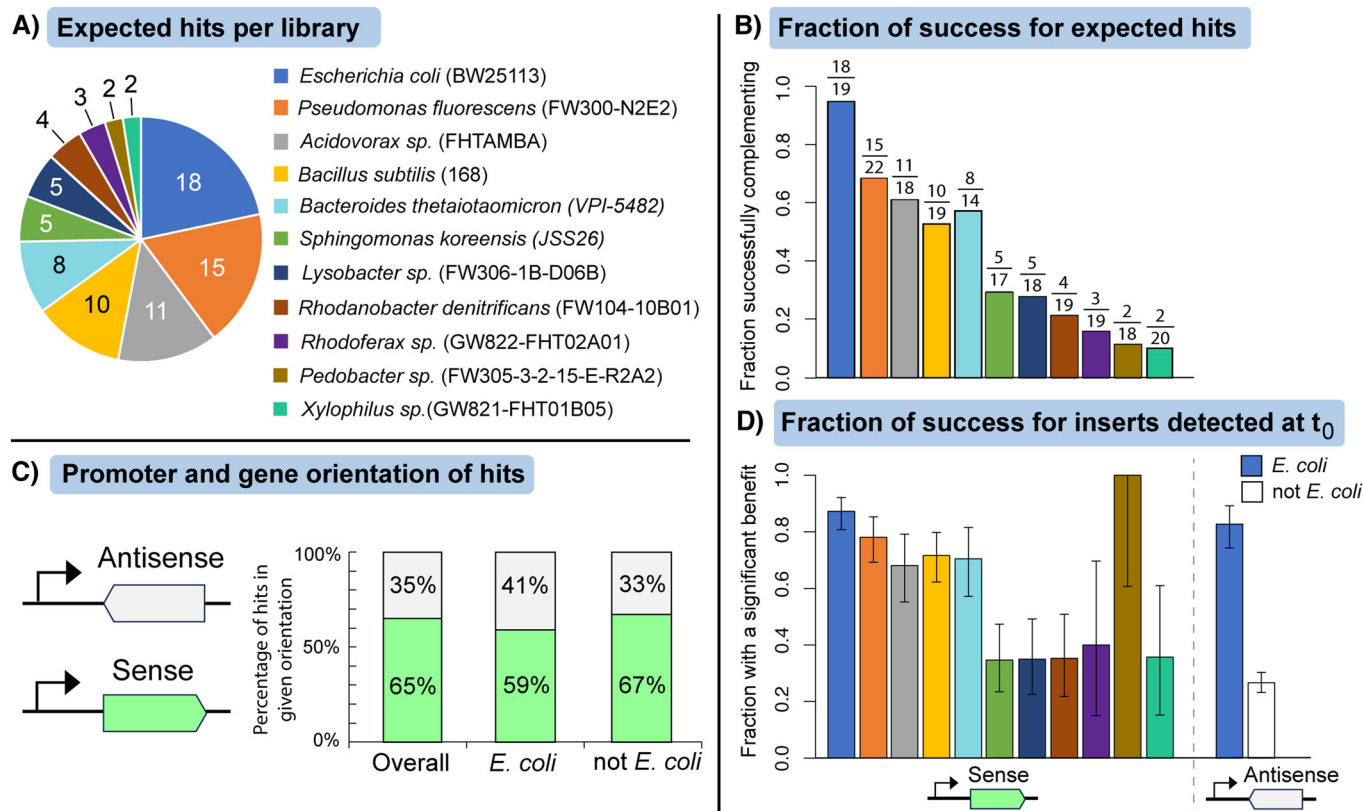 A) Expected hits per library
2
2
3
4
5
5
8
10
11
15
18
Escherichia coli (BW25113)
Pseudomonas fluorescens (FW300-N2E2)
Acidovorax sp. (FHTAMBA)
Bacillus subtilis (168)
Bacteroides thetaiotaomicron (VPI-5482)
Sphingomonas koreensis (JSS26)
Lysobacter sp. (FW306-1B-D06B)
Rhodanobacter denitrificans (FW104-10B01)
Rhodoferax sp. (GW822-FHT02A01)
Pedobacter sp. (FW305-3-2-15-E-R2A2)
Xylophilus sp.(GW821-FHT01B05)
B) Fraction of success for expected hits
Fraction successfully complementing
1.0
0.8
0.6
0.4
0.2
0.0
18
19
15
22
11
18
10
19
8
14
5
17
5
18
4
19
3
19
2
18
2
20
C) Promoter and gene orientation of hits
Antisense
Sense
Percentage of hits in
given orientation
100%
50%
0%
35%
65%
41%
59%
33%
67%
Overall
E. coli
not E. coli
D) Fraction of success for inserts detected at t0
Fraction with a significant benefit
1.0
0.8
0.6
0.4
0.2
0.0
E. coli
not E. coli
Sense
Antisense